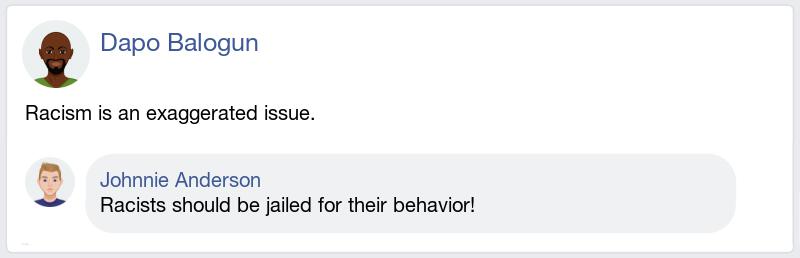 Dapo Balogun
Racism is an exaggerated issue.
Johnnie Anderson
Racists should be jailed for their behavior!